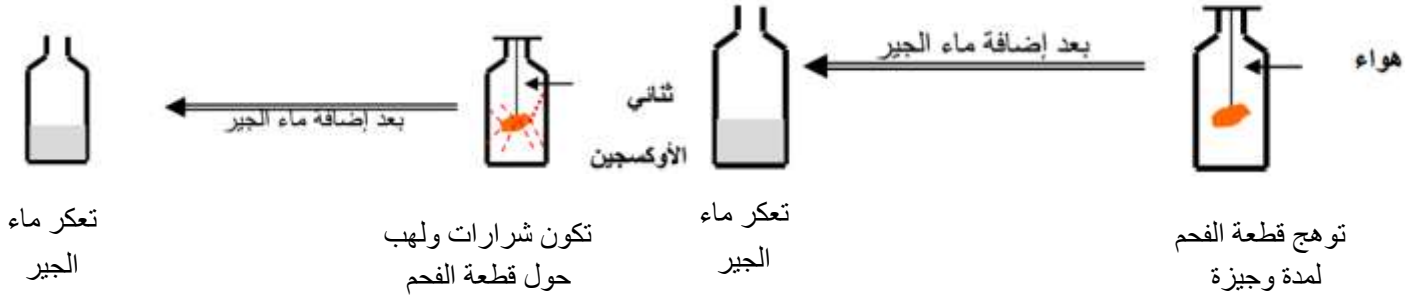 هواء
بعد إضافة ماء الجير
ثنائي
الأوكسجين
بعد إضافة ماء الجير
توهج قطعة الفحم
لمدة وجيزة
تعكر ماء
الجير
تكون شرارات ولهب
حول قطعة الفحم
تعكر ماء
الجير